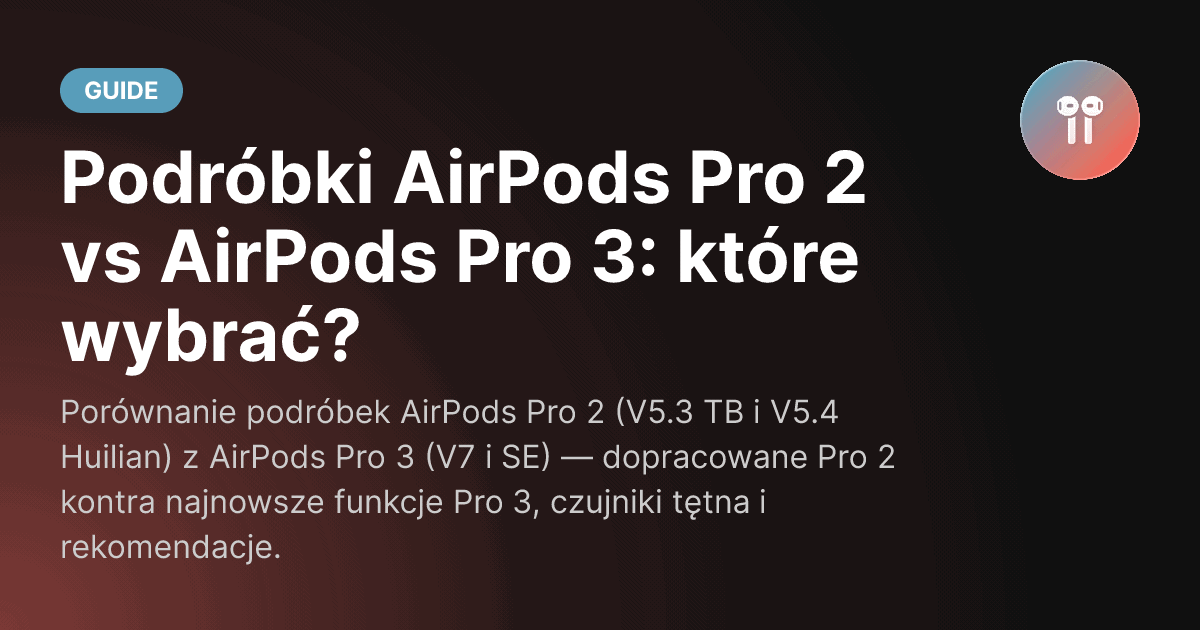 GUIDE
Podróbki AirPods Pro 2
vs AirPods Pro 3: które
wybrać?
Porównanie podróbek AirPods Pro 2 (V5.3 TB i V5.4
Huilian) z AirPods Pro 3 (V7 i SE) — dopracowane Pro 2
kontra najnowsze funkcje Pro 3, czujniki tętna i
rekomendacje.